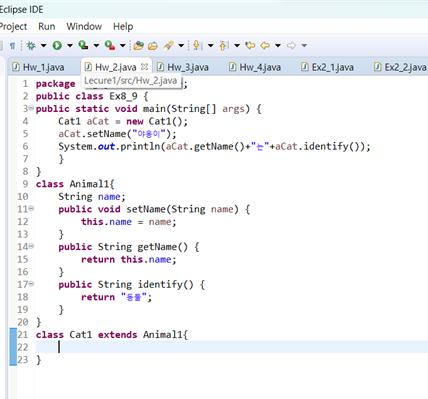 Eclipse IDE
Project Run Window Help
Hw_1.java Hw_2.java Hw_3.java Hw_4.java Ex2_1.java Ex2_2.java
Lecure1/src/Hw_2.java
1 package ;
2 public class Ex8_9 {
3 public static void main(String[] args) {
4 Cat1 aCat = new Cat1();
5 aCat.setName("야옹이");
6 System.out.println(aCat.getName()+"는"+aCat.identify());
7 }
8 }
9 class Animal1{
10 String name;
11 public void setName(String name) {
12 this.name = name;
13 }
14 public String getName() {
15 return this.name;
16 }
17 public String identify() {
18 return "동물";
19 }
20 }
21 class Cat1 extends Animal1{
22
23 }